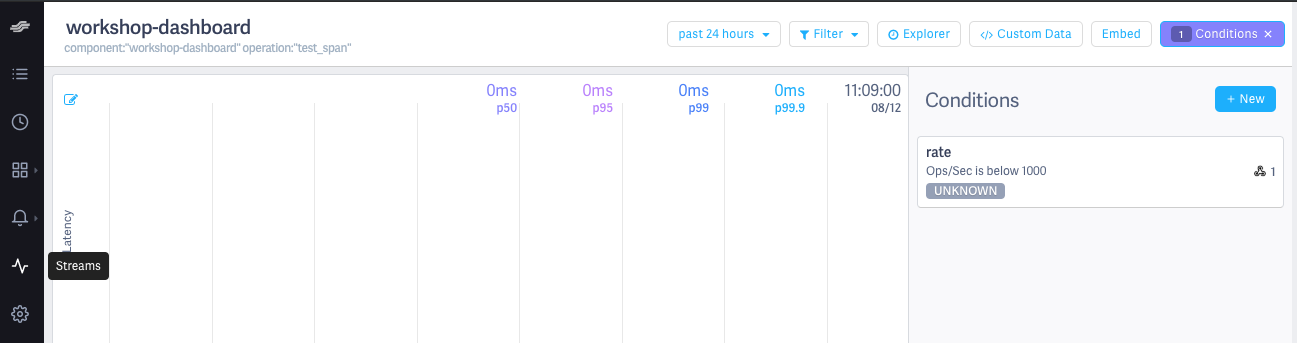 workshop-dashboard
component:"workshop-dashboard" operation:"test_span"
past 24 hours
Filter
Explorer
</> Custom Data
Embed
1 Conditions ×
0ms
p50
0ms
p95
0ms
p99
0ms
p99.9
11:09:00
08/12
Latency
Streams
Conditions
+ New
rate
Ops/Sec is below 1000
1
UNKNOWN